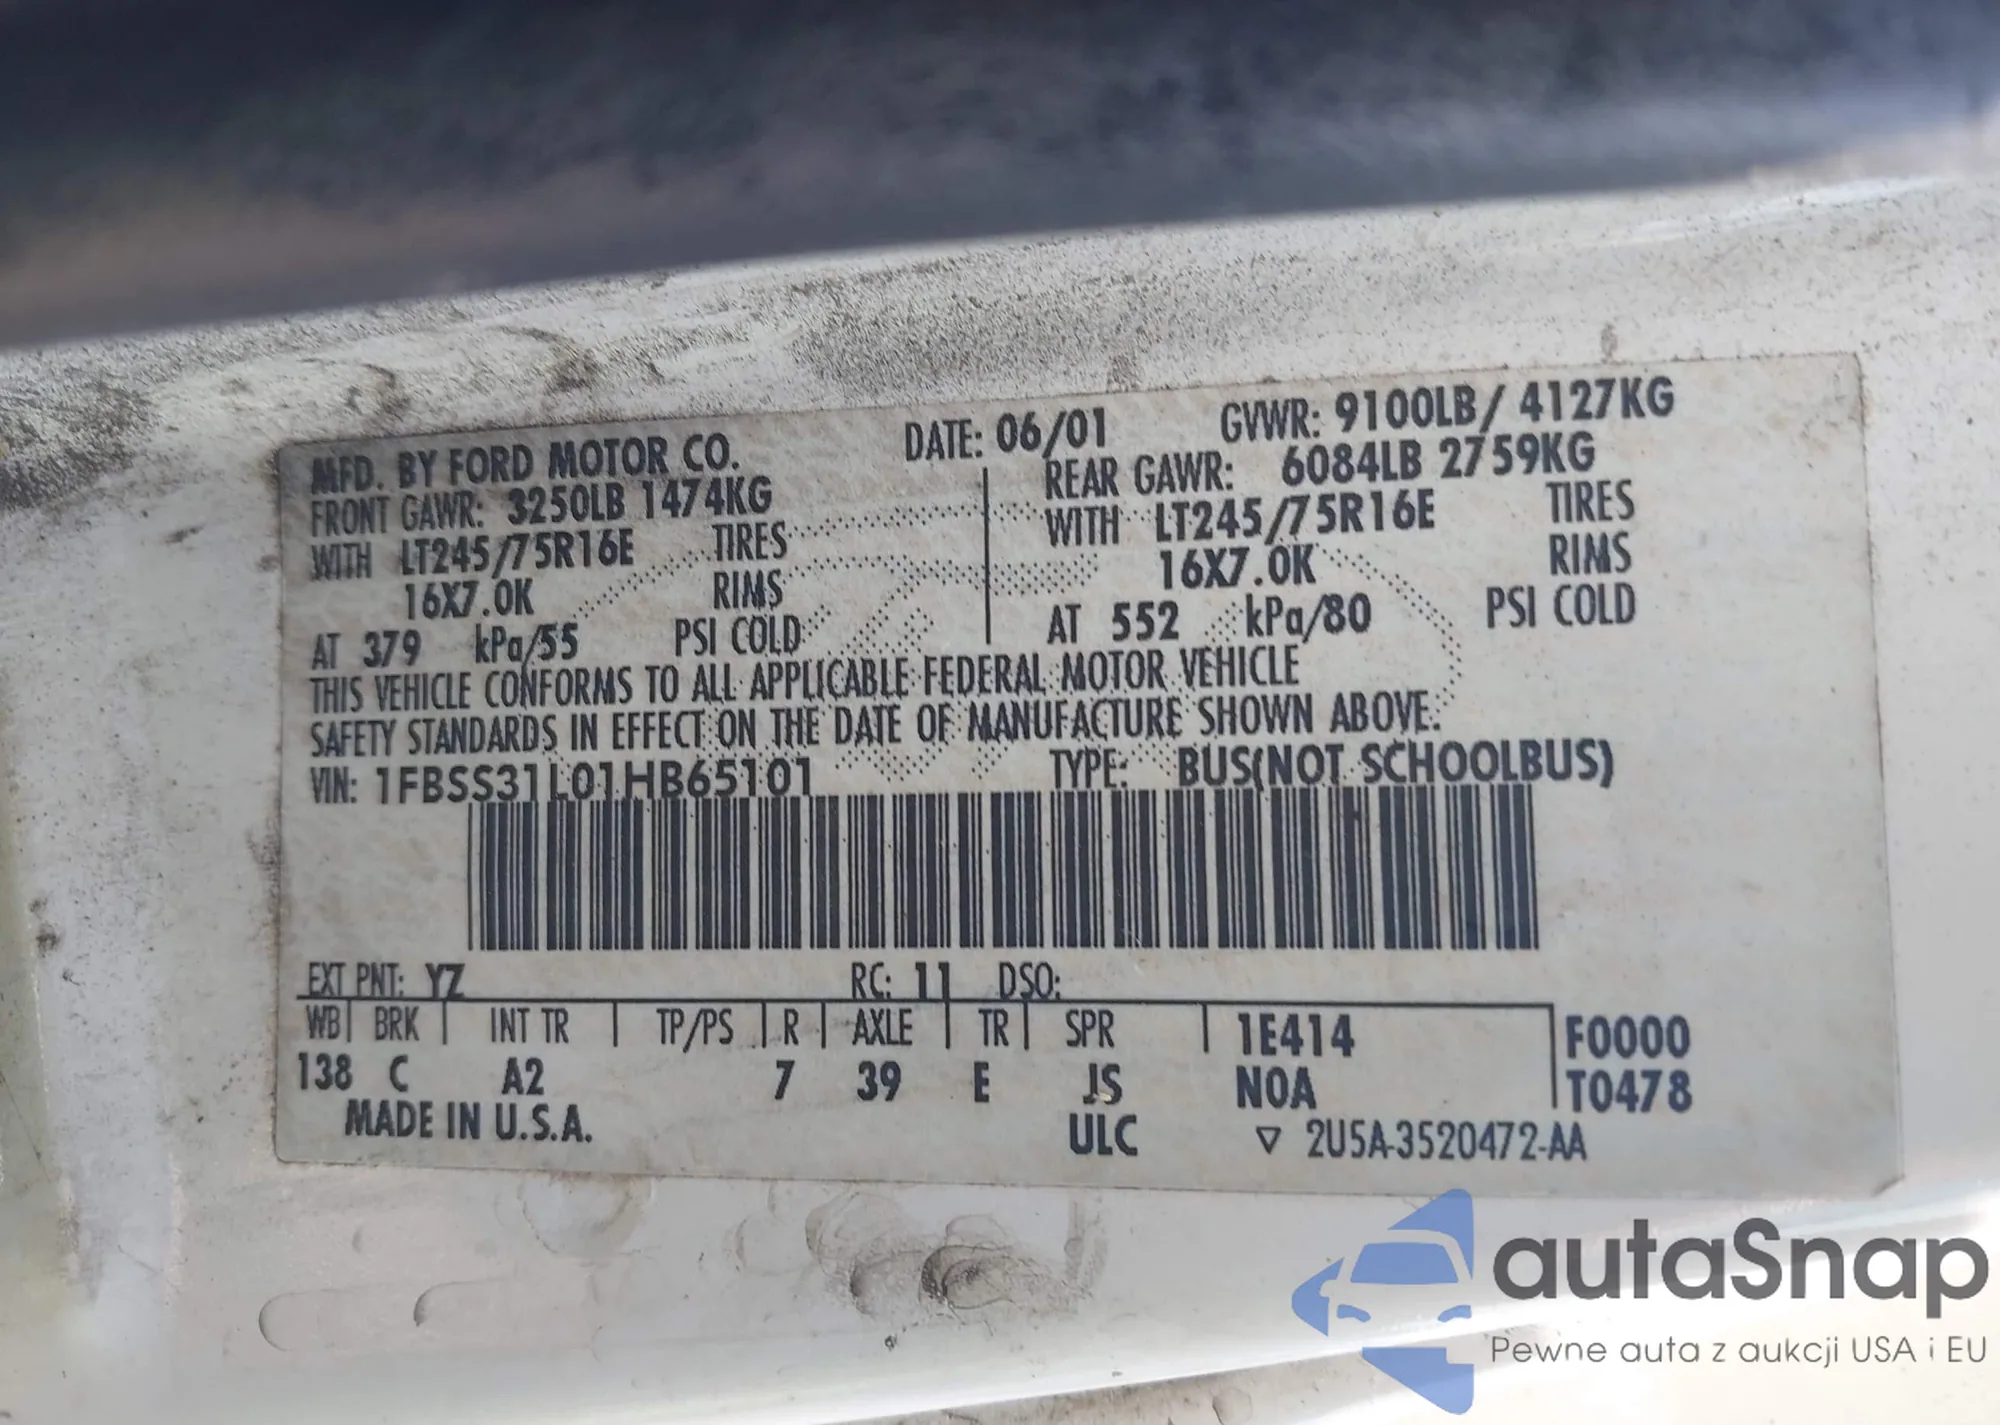 MFD. BY FORD MOTOR CO. DATE: 06/01 GVWR: 9100LB/ 4127KG
FRONT GAWR: 3250LB 1474KG REAR GAWR: 6084LB 2759KG
WITH LT245/75R16E TIRES WITH LT245/75R16E TIRES
16X7.0K RIMS 16X7.0K RIMS
AT 379 kPa/55 PSI COLD AT 552 kPa/80 PSI COLD
THIS VEHICLE CONFORMS TO ALL APPLICABLE FEDERAL MOTOR VEHICLE
SAFETY STANDARDS IN EFFECT ON THE DATE OF MANUFACTURE SHOWN ABOVE.
VIN: 1FBSS31L01HB65101 TYPE: BUS(NOT SCHOOLBUS)
EXT PNT: YZ RC: 11 DSO:
WB BRK INT TR TP/PS R AXLE TR SPR 1E414 F0000
138 C A2 7 39 E JS NOA T0478
MADE IN U.S.A. ULC ▽ 2U5A-3520472-AA
autaSnap
Pewne auta z aukcji USA i EU